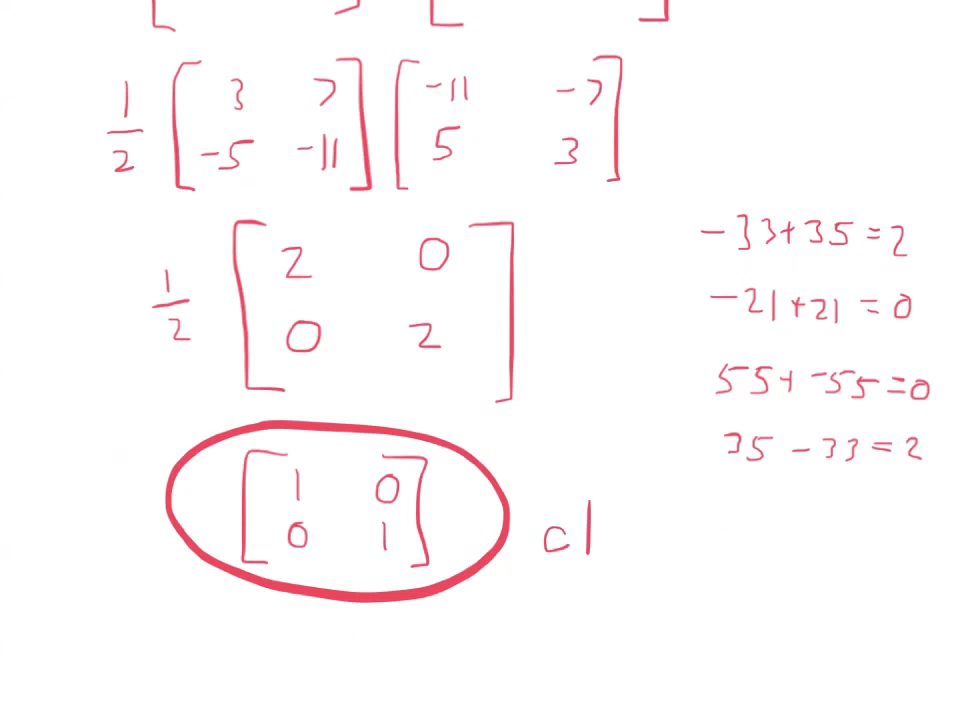 1/2 [3 7 -5 -11] [-11 -7 5 3]
1/2 [2 0 0 2]
-33+35=2
-21+21=0
55+-55=0
35-33=2
[1 0 0 1]